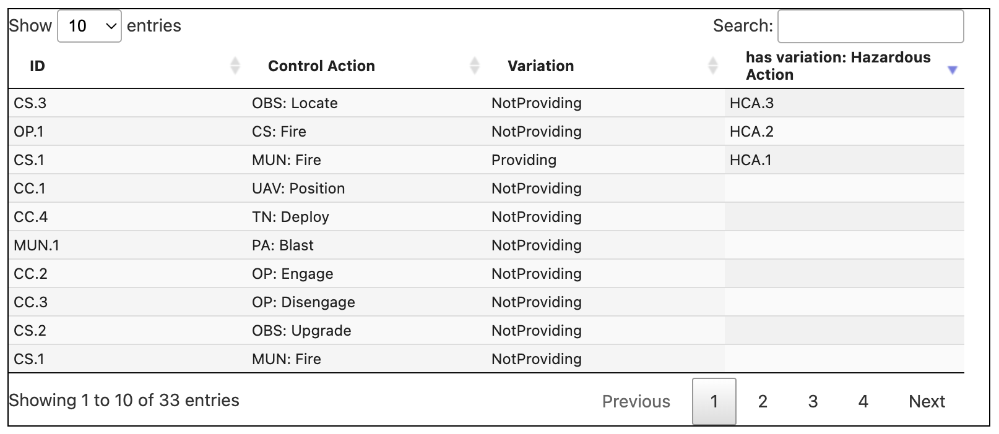 Show 10 entries Search:
ID Control Action Variation has variation: Hazardous
Action
CS.3 OBS: Locate NotProviding HCA.3
OP.1 CS: Fire NotProviding HCA.2
CS.1 MUN: Fire Providing HCA.1
CC.1 UAV: Position NotProviding
CC.4 TN: Deploy NotProviding
MUN.1 PA: Blast NotProviding
CC.2 OP: Engage NotProviding
CC.3 OP: Disengage NotProviding
CS.2 OBS: Upgrade NotProviding
CS.1 MUN: Fire NotProviding
Showing 1 to 10 of 33 entries Previous 1 2 3 4 Next